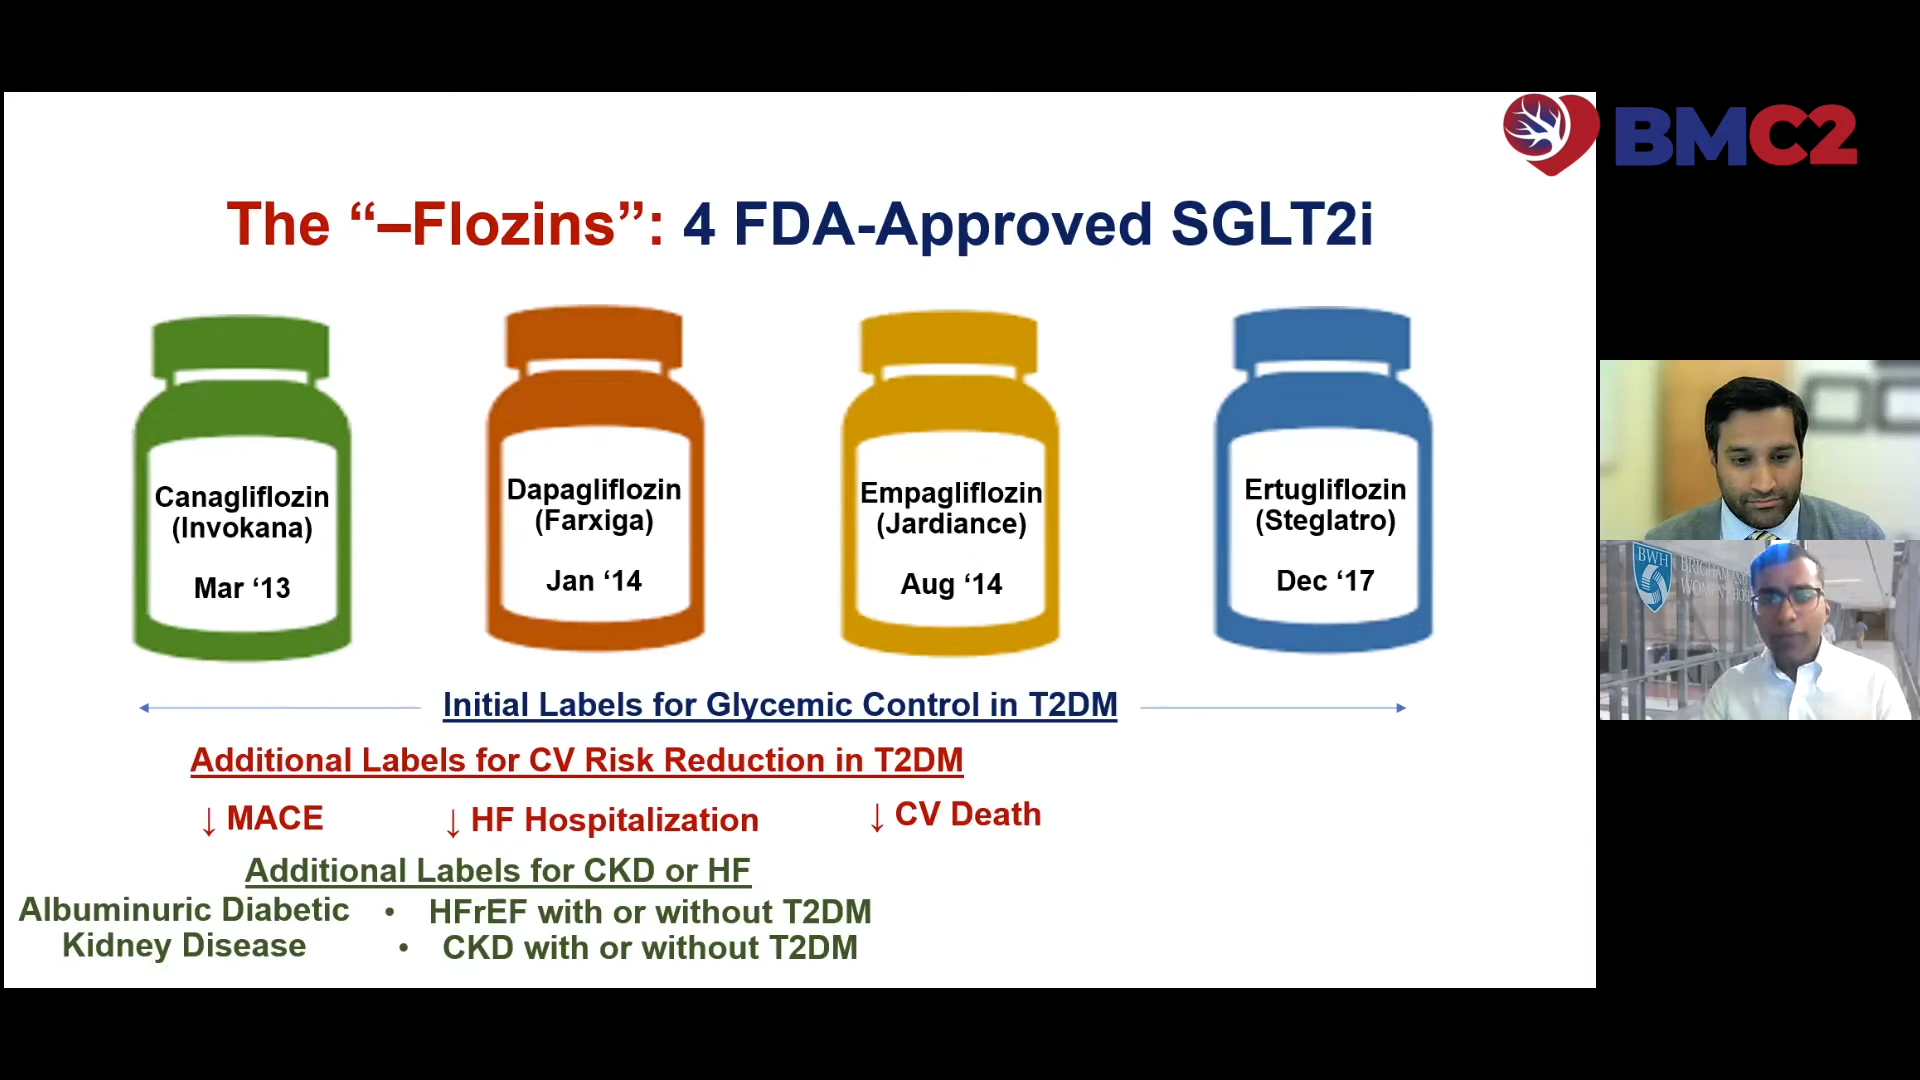 BMC2
The “–Flozins”: 4 FDA-Approved SGLT2i
Canagliflozin
(Invokana)
Mar ‘13
Dapagliflozin
(Farxiga)
Jan ‘14
Empagliflozin
(Jardiance)
Aug ‘14
Ertugliflozin
(Steglatro)
Dec ‘17
Initial Labels for Glycemic Control in T2DM
Additional Labels for CV Risk Reduction in T2DM
↓ MACE
↓ HF Hospitalization
↓ CV Death
Additional Labels for CKD or HF
Albuminuric Diabetic
Kidney Disease
• HFrEF with or without T2DM
• CKD with or without T2DM
BWH
BRIGHAM AND
WOMEN'S